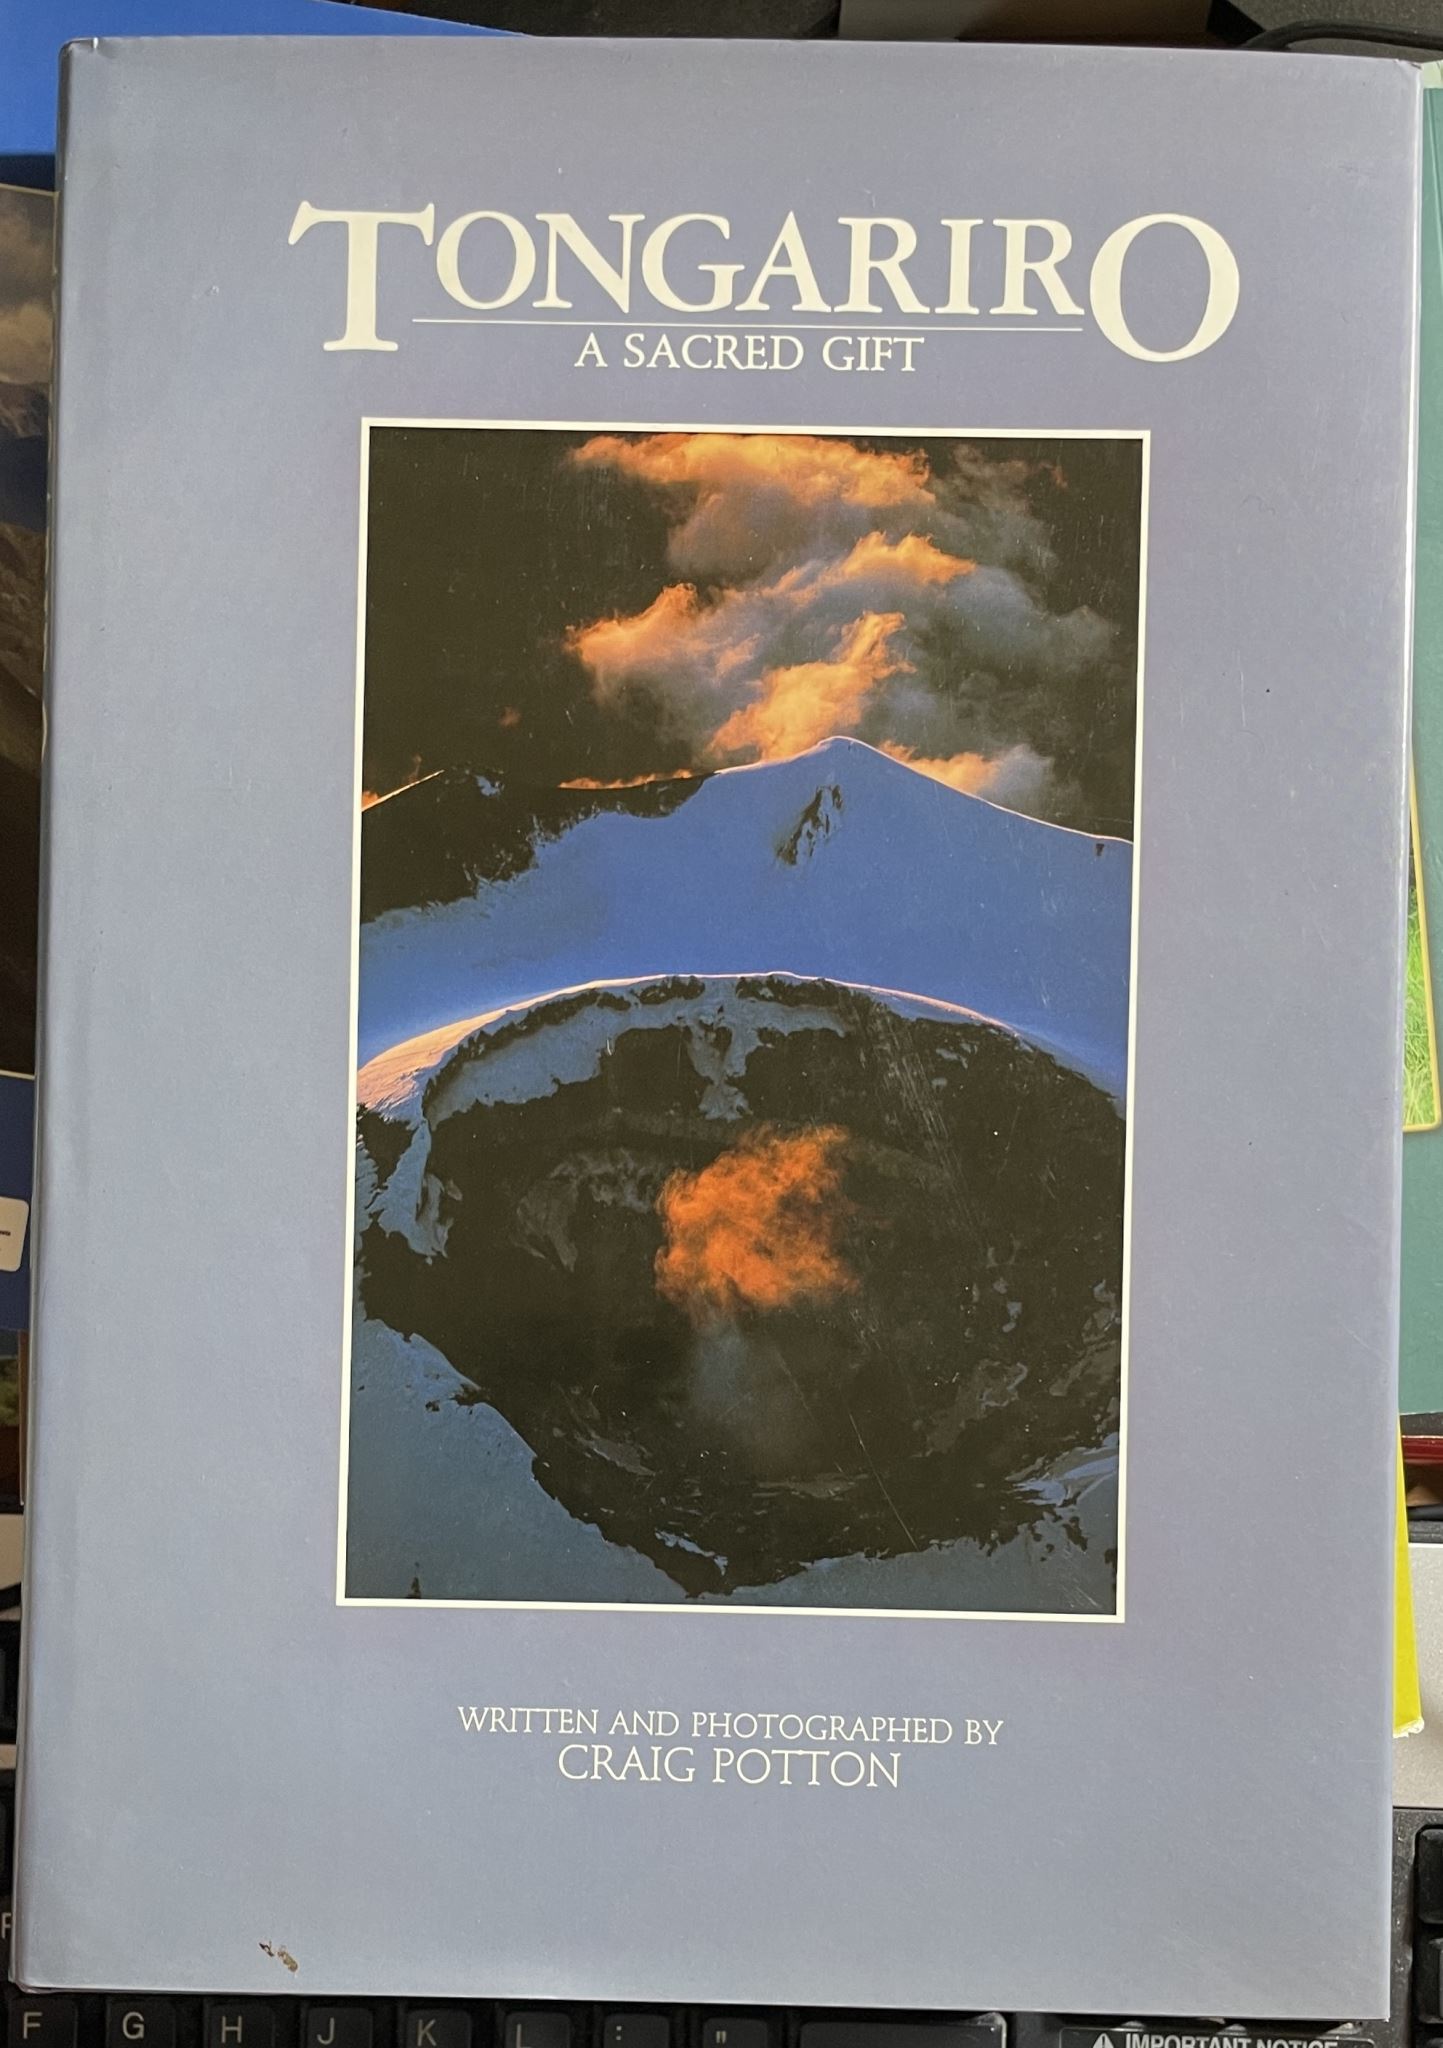 TONGARIRO
A SACRED GIFT
WRITTEN AND PHOTOGRAPHED BY
CRAIG POTTON
F G H J K L : "
IMPORTANT NOTICE